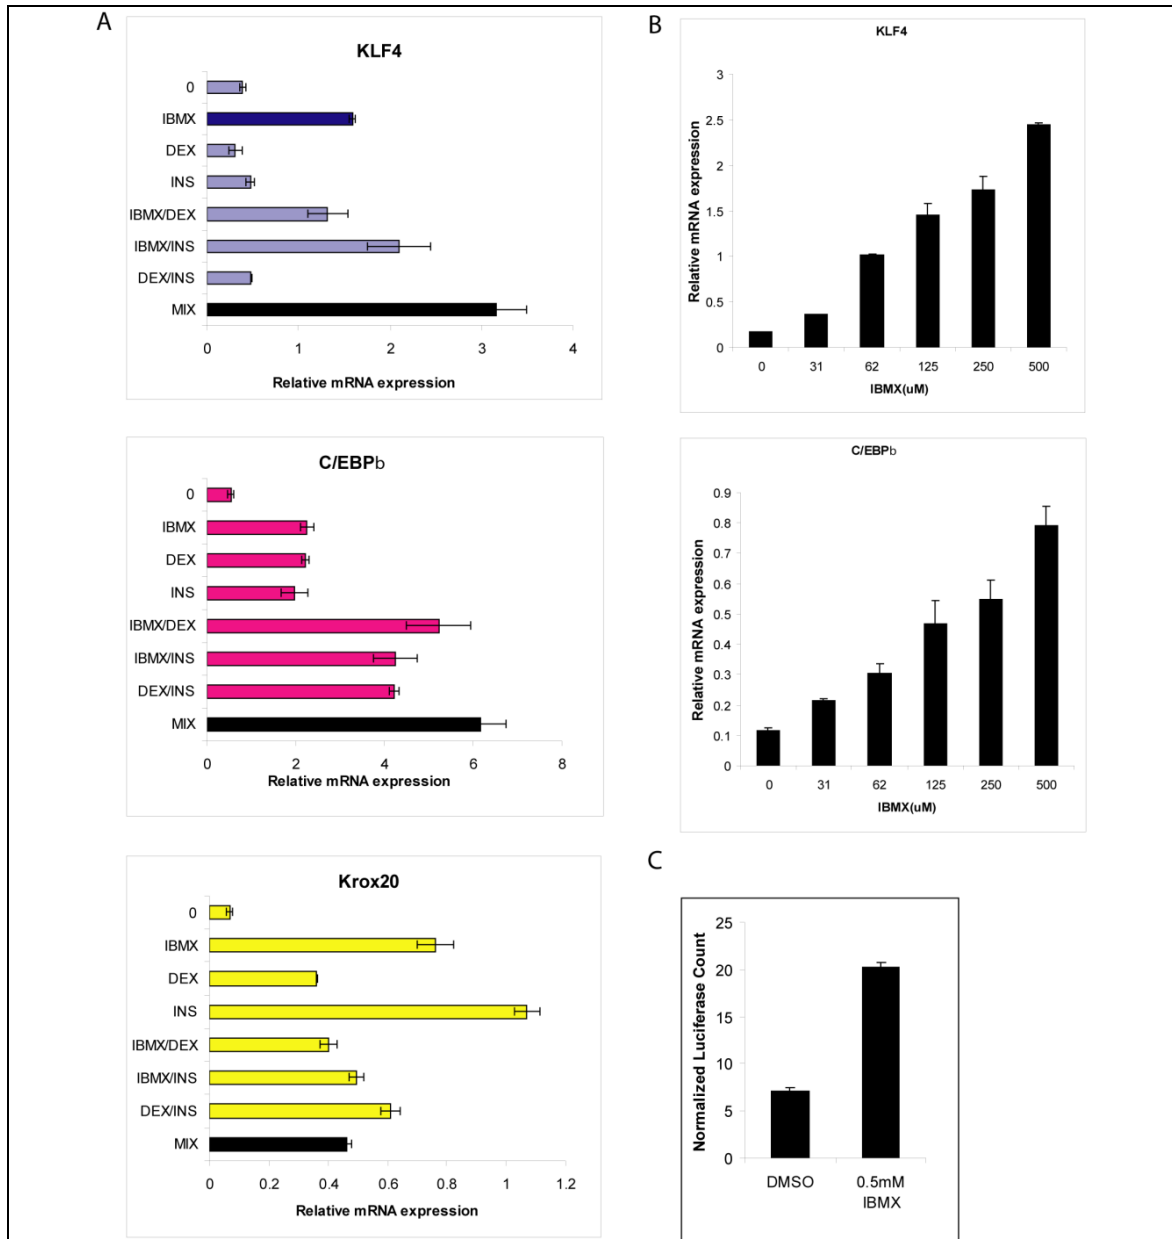 A
KLF4
0
IBMX
DEX
INS
IBMX/DEX
IBMX/INS
DEX/INS
MIX
0 1 2 3 4
Relative mRNA expression
C/EBPb
0
IBMX
DEX
INS
IBMX/DEX
IBMX/INS
DEX/INS
MIX
0 2 4 6 8
Relative mRNA expression
Krox20
0
IBMX
DEX
INS
IBMX/DEX
IBMX/INS
DEX/INS
MIX
0 0.2 0.4 0.6 0.8 1 1.2
Relative mRNA expression
B
KLF4
Relative mRNA expression
3
2.5
2
1.5
1
0.5
0
0 31 62 125 250 500
IBMX(uM)
C/EBPb
Relative mRNA expression
0.9
0.8
0.7
0.6
0.5
0.4
0.3
0.2
0.1
0
0 31 62 125 250 500
IBMX(uM)
C
Normalized Luciferase Count
25
20
15
10
5
0
DMSO 0.5mM
IBMX